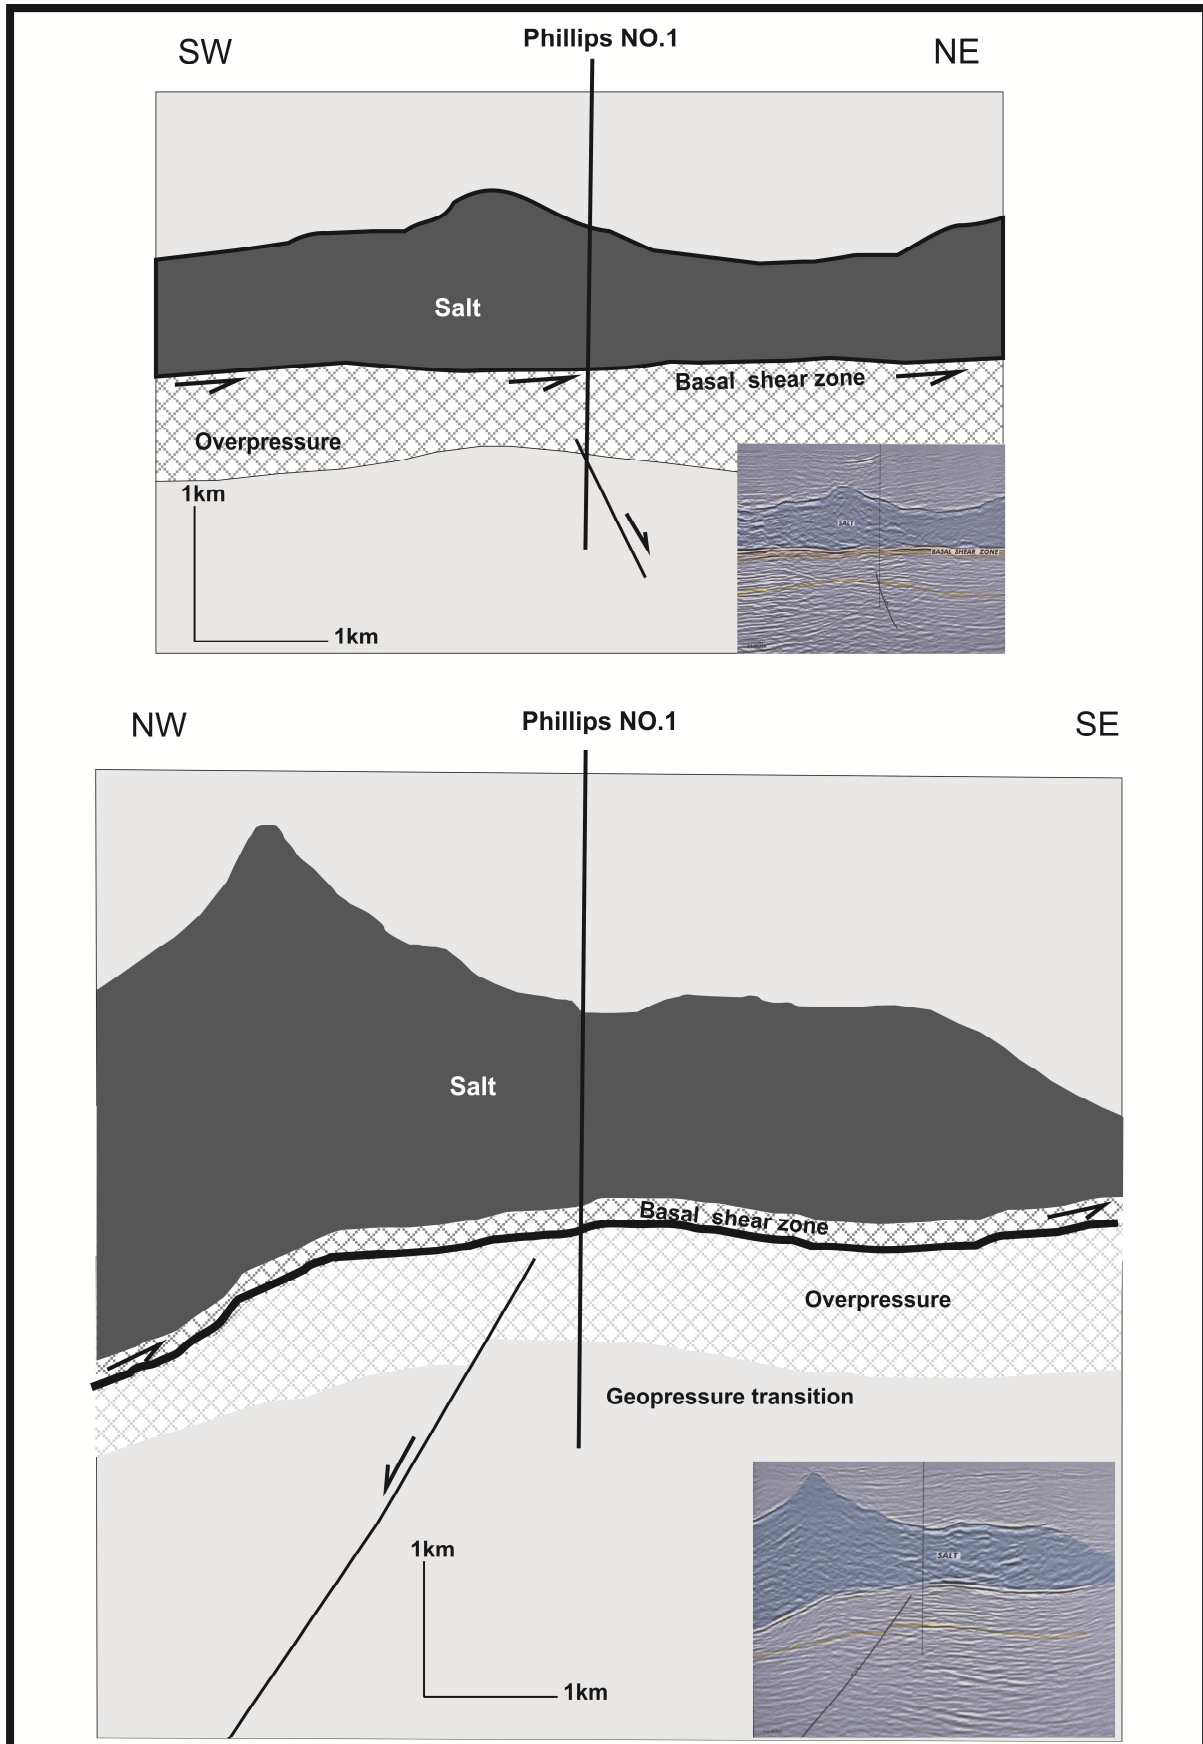 Phillips NO.1
SW
NE
Salt
Basal shear zone
Overpressure
1km
1km
SALT
BASAL SHEAR ZONE
Phillips NO.1
NW
SE
Salt
Basal shear zone
Overpressure
Geopressure transition
1km
1km
SALT